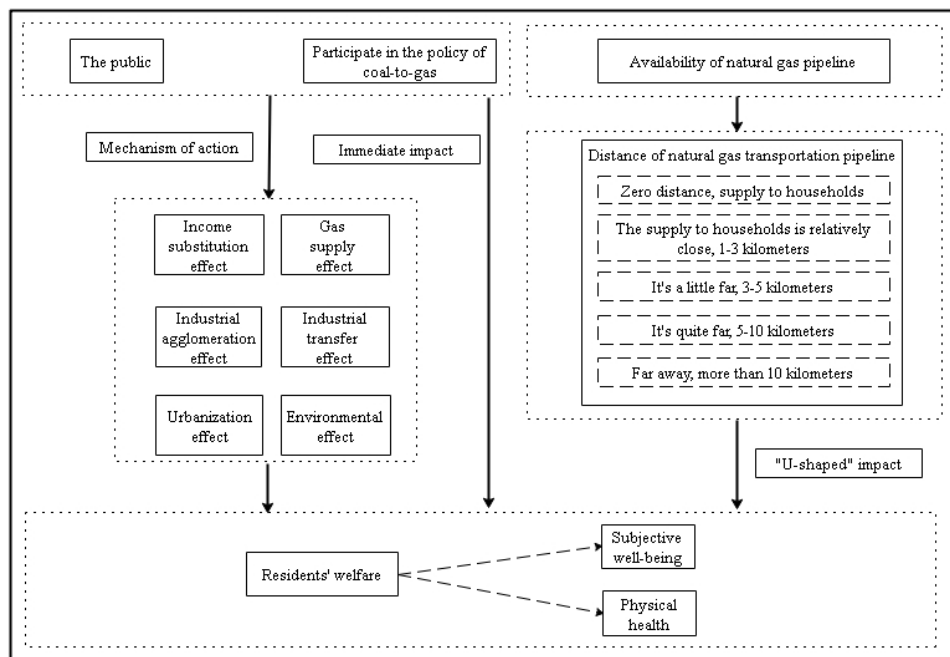 The public
Participate in the policy of
coal-to-gas
Availability of natural gas pipeline
Mechanism of action
Immediate impact
Distance of natural gas transportation pipeline
Zero distance, supply to households
The supply to households is relatively
close, 1-3 kilometers
It's a little far, 3-5 kilometers
It's quite far, 5-10 kilometers
Far away, more than 10 kilometers
Income
substitution
effect
Gas
supply
effect
Industrial
agglomeration
effect
Industrial
transfer
effect
Urbanization
effect
Environmental
effect
"U-shaped" impact
Residents' welfare
Subjective
well-being
Physical
health